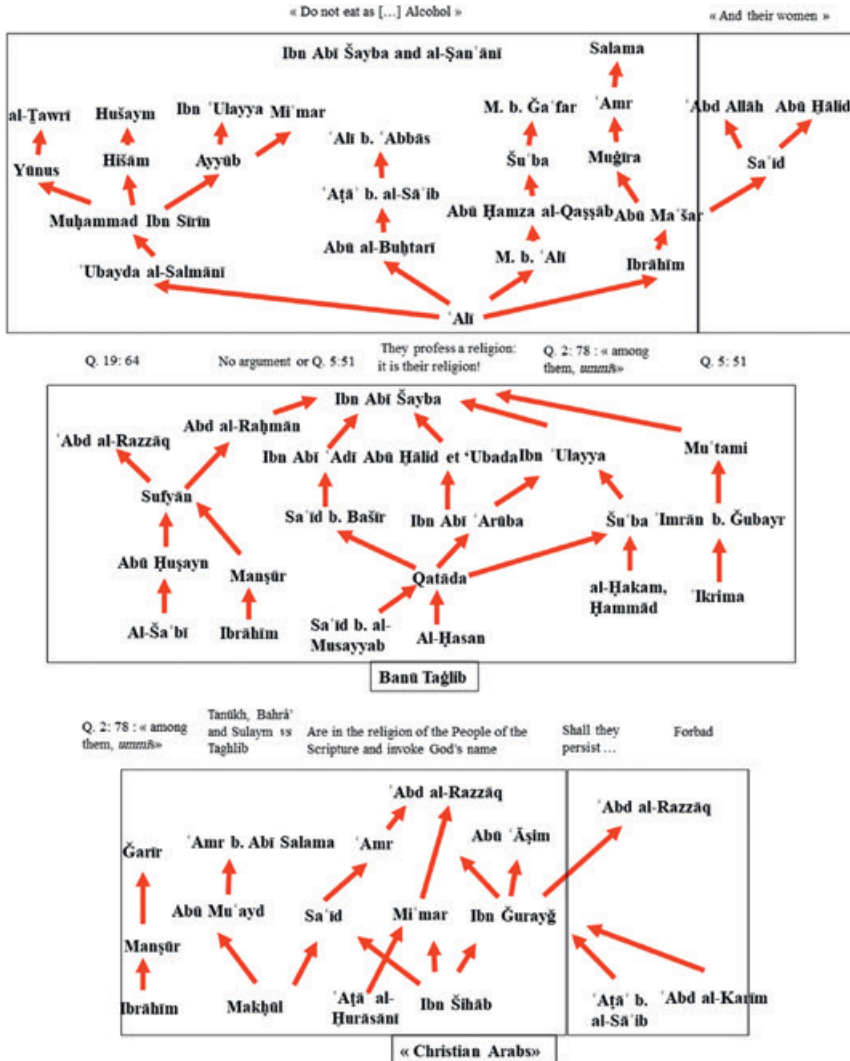 « Do not eat as […] Alcohol »
« And their women »
Ibn Abī Šayba and al-Ṣanʿānī
Salama
al-Ṯawrī
Hušaym
Ibn ʿUlayya
Miʿmar
M. b. Ǧaʿfar
ʿAmr
ʿAbd Allāh
Abū Ḫālid
ʿAlī b. ʿAbbās
Yūnus
Hišām
Ayyūb
Šuʿba
Muġīra
Saʿīd
ʿAṭāʾ b. al-Sāʾib
Muḥammad Ibn Sīrīn
Abū Ḥamza al-Qaṣṣāb
Abū Maʿšar
Abū al-Buḫtarī
ʿUbayda al-Salmānī
M. b. ʿAlī
Ibrāhīm
ʿAlī
Q. 19: 64
No argument or Q. 5:51
They profess a religion:
it is their religion!
Q. 2: 78 : « among
them, ummīs»
Q. 5: 51
Ibn Abī Šayba
ʿAbd al-Razzāq
Abd al-Raḥmān
Ibn Abī ʿAdī
Abū Ḫālid et ʿUbada
Ibn ʿUlayya
Muʿtami
Sufyān
Saʿīd b. Bašīr
Ibn Abī ʿArūba
Šuʿba
ʿImrān b. Ǧubayr
Abū Ḥuṣayn
Manṣūr
Qatāda
al-Ḥakam,
Ḥammād
ʿIkrima
Al-Šaʿbī
Ibrāhīm
Saʿīd b. al-
Musayyab
Al-Ḥasan
Banū Taġlib
Q. 2: 78 : « among
them, ummīs»
Tanūkh, Bahrāʾ
and Sulaym vs
Taghlib
Are in the religion of the People of the
Scripture and invoke God's name
Shall they
persist …
Forbad
ʿAbd al-Razzāq
ʿAbd al-Razzāq
Ǧarīr
ʿAmr b. Abī Salama
ʿAmr
Abū ʿĀṣim
Abū Muʿayd
Saʿīd
Miʿmar
Ibn Ǧurayǧ
Manṣūr
Ibrāhīm
Makḥūl
ʿAṭāʾ al-
Ḫurāsānī
Ibn Šihāb
ʿAṭāʾ b.
al-Sāʾib
ʿAbd al-Karīm
« Christian Arabs»